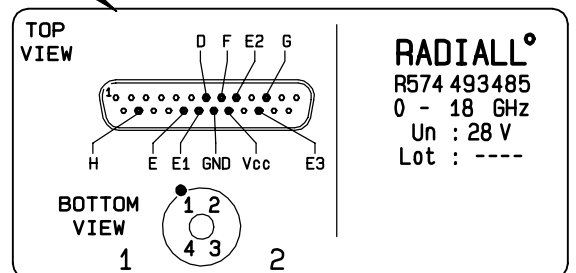 TOP
VIEW
D F E2 G
1
H E E1 GND Vcc E3
BOTTOM
VIEW
1 2
4 3
1 2
RADIALL°
R574 493485
0 - 18 GHz
Un : 28 V
Lot : ----